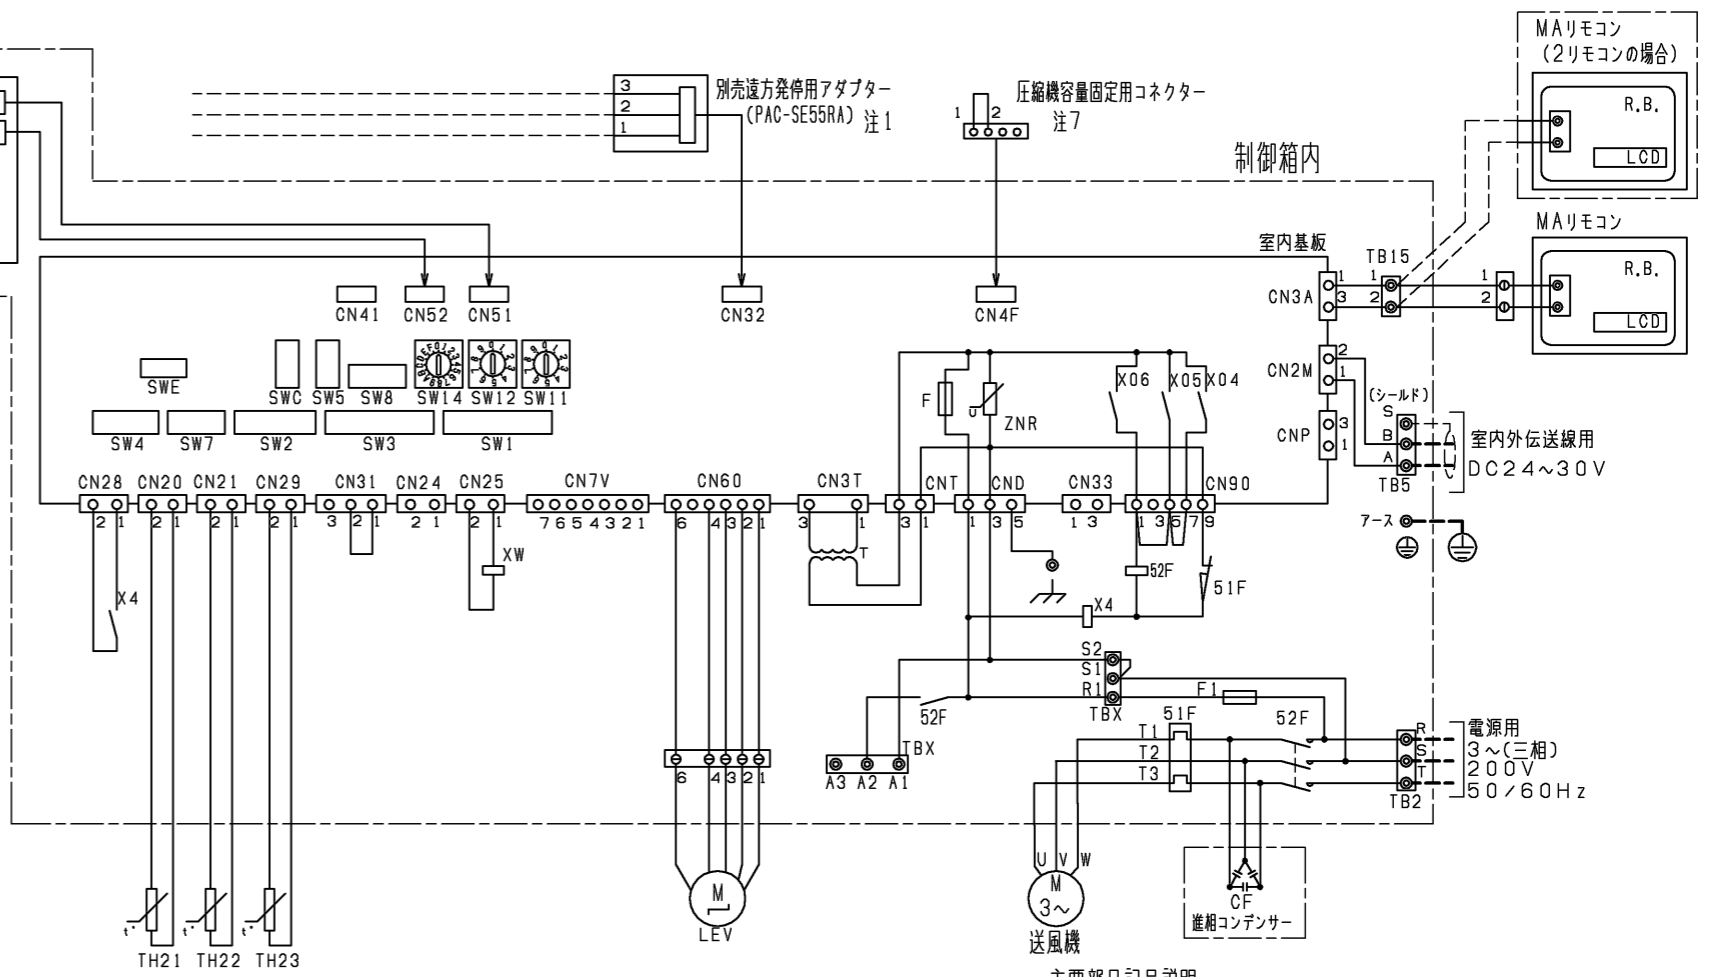 MAリモコン
(2リモコンの場合)
R.B.
LCD
3
2
1
別売遠方発停用アダプター
(PAC-SE55RA) 注1
圧縮機容量固定用コネクター
1 2
注7
制御箱内
MAリモコン
R.B.
LCD
室内基板
TB15
CN3A
1 1 1
3 2 2
CN41 CN52 CN51 CN32 CN4F
SWE SWC SW5 SW8 SW14 SW12 SW11
SW4 SW7 SW2 SW3 SW1
F U ZNR X06 X05 X04
CN2M
2
1
CNP
3
1
(シールド)
S
B
A
TB5
室内外伝送線用
DC24~30V
アース
CN28 CN20 CN21 CN29 CN31 CN24 CN25 CN7V CN60 CN3T CNT CND CN33 CN90
2 1 2 1 2 1 2 1 3 2 1 2 1 2 1 7 6 5 4 3 2 1 6 4 3 2 1 3 1 3 1 1 3 5 1 3 1 3 5 7 9
XW
T
52F
51F
X4
X4
S2
S1
R1
TBX
F1
52F
TBX
A3 A2 A1
51F
52F
T1
T2
T3
R
S
T
TB2
電源用
3~(三相)
200V
50/60Hz
6 4 3 2 1
U V W
M
LEV
M
3~
送風機
CF
進相コンデンサー
t° t° t°
TH21 TH22 TH23
主要部品記号説明